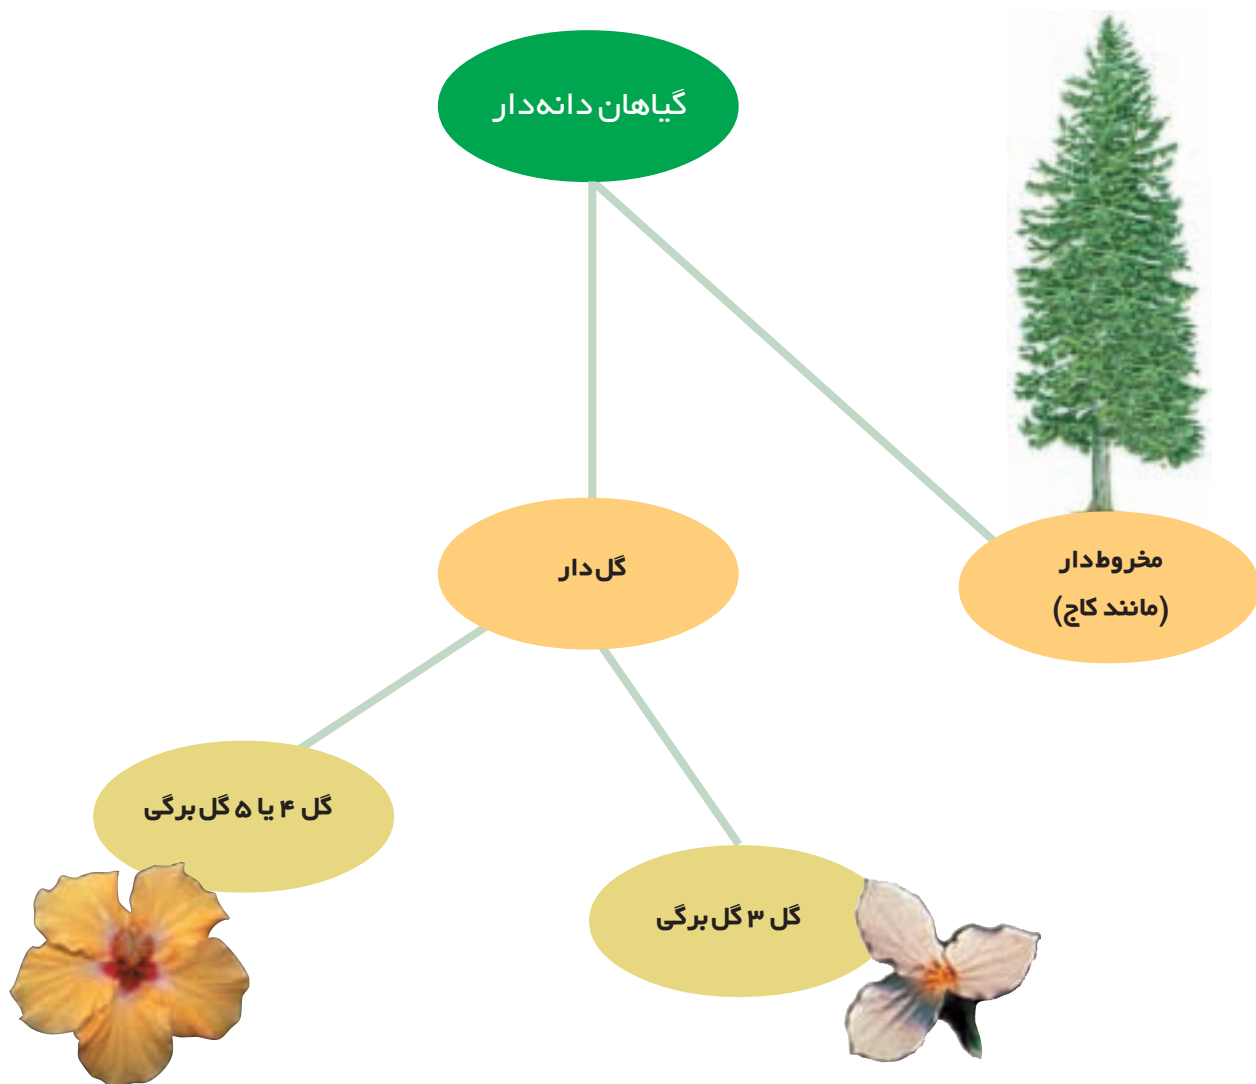 گیاهان دانه‌دار
مخروط‌دار
(مانند کاج)
گل‌دار
گل ۴ یا ۵ گل‌برگی
گل ۳ گل‌برگی